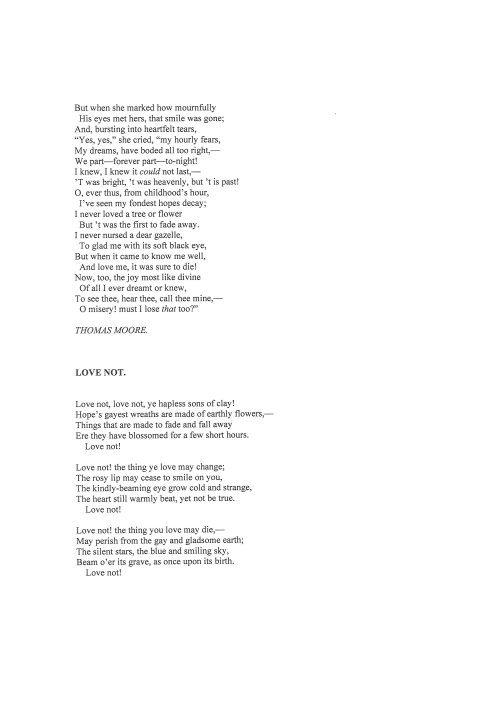 But when she marked how mournfully
His eyes met hers, that smile was gone;
And, bursting into heartfelt tears,
“Yes, yes,” she cried, “my hourly fears,
My dreams, have boded all too right,—
We part—forever part—to-night!
I knew, I knew it could not last,—
’T was bright, ’t was heavenly, but ’t is past!
O, ever thus, from childhood’s hour,
I’ve seen my fondest hopes decay;
I never loved a tree or flower
But ’t was the first to fade away.
I never nursed a dear gazelle,
To glad me with its soft black eye,
But when it came to know me well,
And love me, it was sure to die!
Now, too, the joy most like divine
Of all I ever dreamt or knew,
To see thee, hear thee, call thee mine,—
O misery! must I lose that too?”
THOMAS MOORE.
LOVE NOT.
Love not, love not, ye hapless sons of clay!
Hope’s gayest wreaths are made of earthly flowers,—
Things that are made to fade and fall away
Ere they have blossomed for a few short hours.
Love not!
Love not! the thing ye love may change;
The rosy lip may cease to smile on you,
The kindly-beaming eye grow cold and strange,
The heart still warmly beat, yet not be true.
Love not!
Love not! the thing you love may die,—
May perish from the gay and gladsome earth;
The silent stars, the blue and smiling sky,
Beam o’er its grave, as once upon its birth.
Love not!